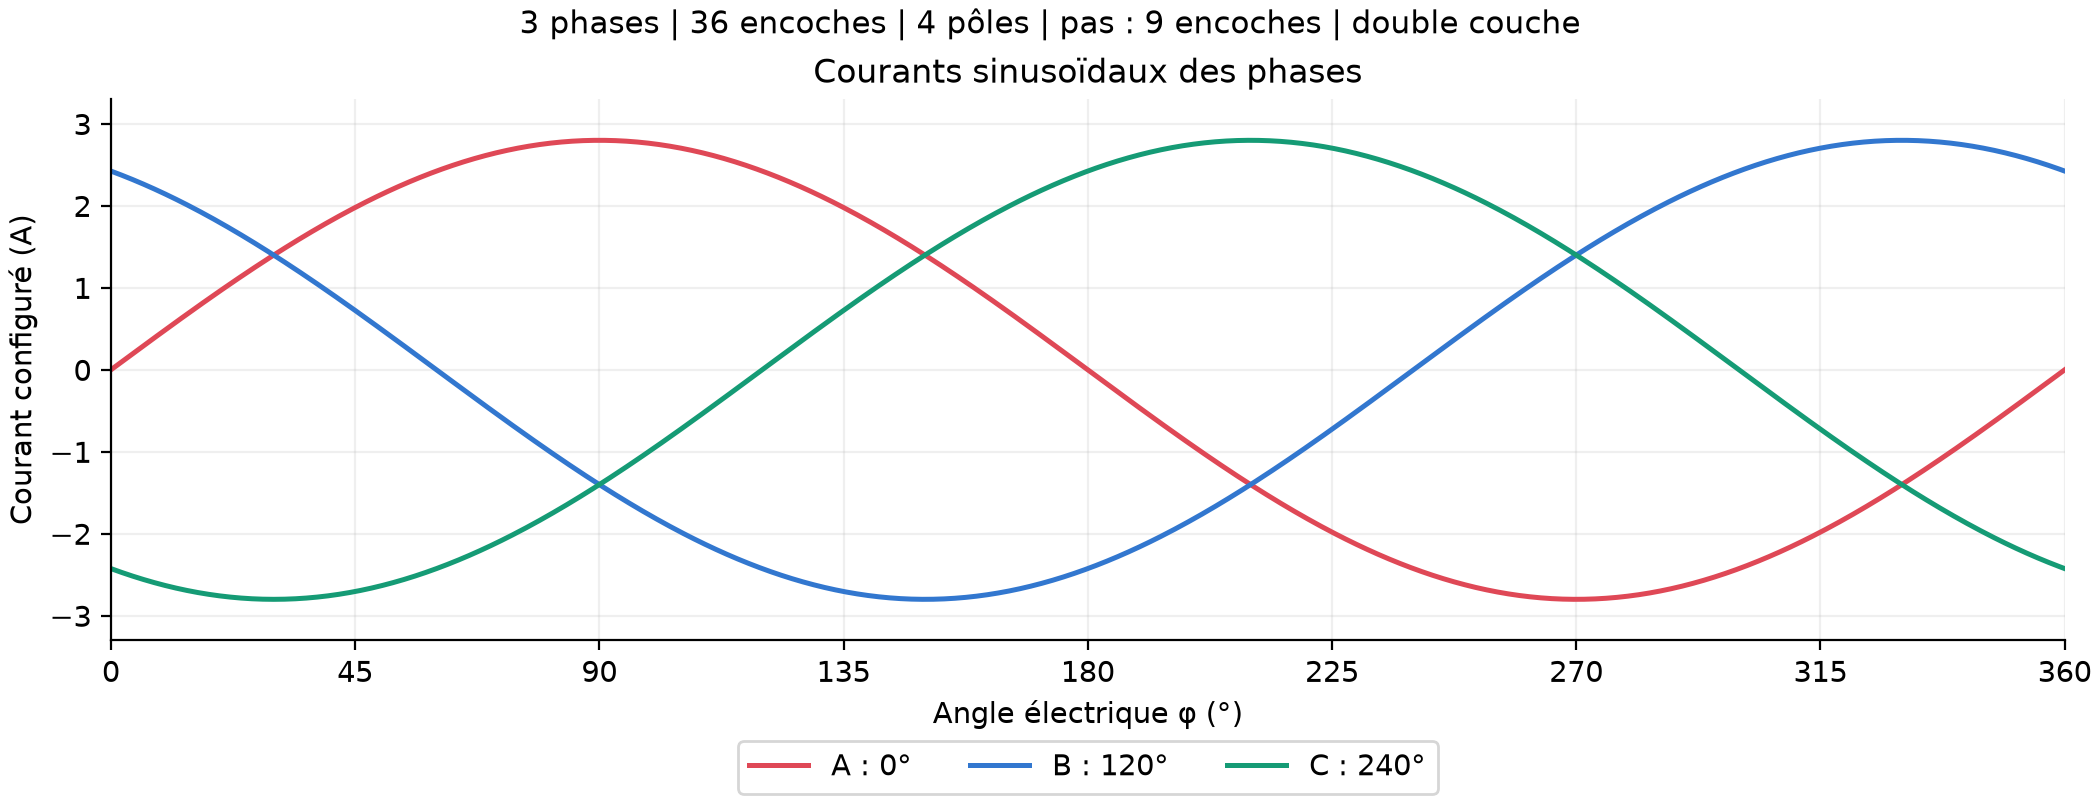 3 phases | 36 encoches | 4 pôles | pas : 9 encoches | double couche
Courants sinusoïdaux des phases
Courant configuré (A)
3
2
1
0
−1
−2
−3
0 45 90 135 180 225 270 315 360
Angle électrique φ (°)
A : 0° B : 120° C : 240°